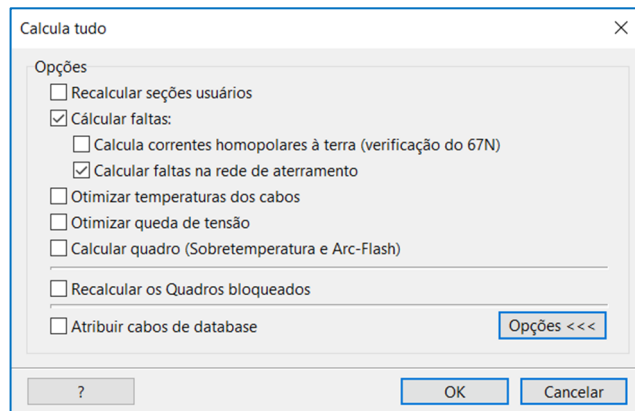 Calcula tudo
Opções
Recalcular seções usuários
Cálcular faltas:
Calcula correntes homopolares à terra (verificação do 67N)
Calcular faltas na rede de aterramento
Otimizar temperaturas dos cabos
Otimizar queda de tensão
Calcular quadro (Sobretemperatura e Arc-Flash)
Recalcular os Quadros bloqueados
Atribuir cabos de database
Opções <<<
?
OK
Cancelar